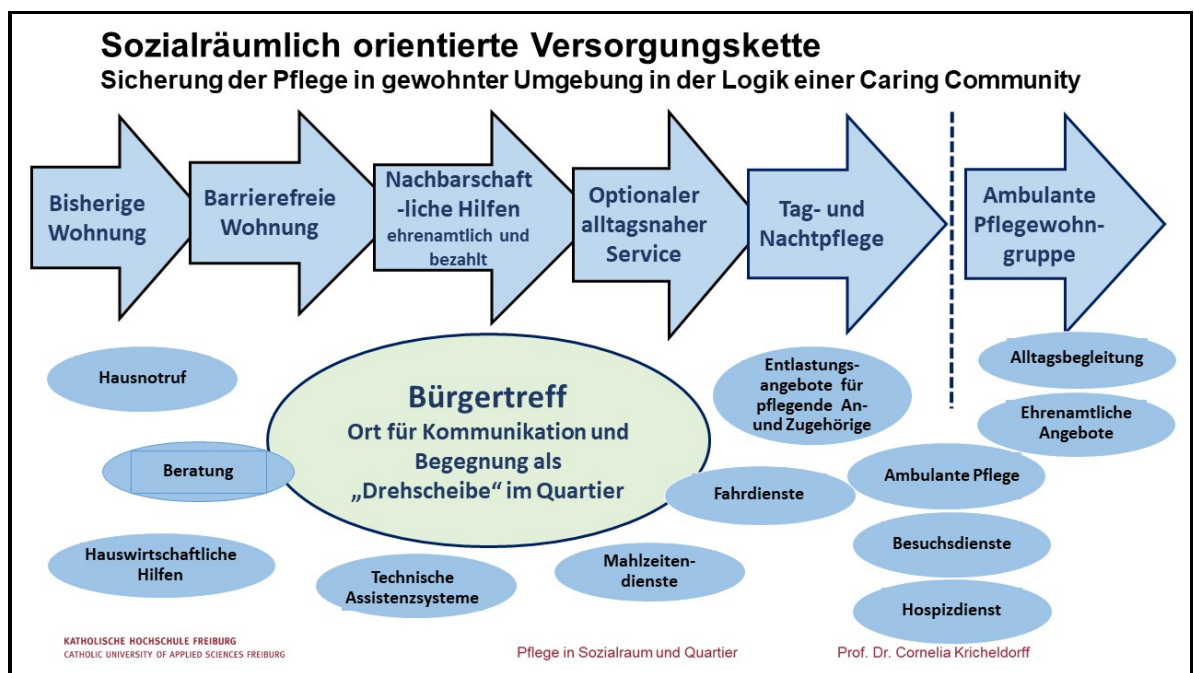 Sozialräumlich orientierte Versorgungskette
Sicherung der Pflege in gewohnter Umgebung in der Logik einer Caring Community
Bisherige
Wohnung
Barrierefreie
Wohnung
Nachbarschaft
-liche Hilfen
ehrenamtlich und
bezahlt
Optionaler
alltagsnaher
Service
Tag- und
Nachtpflege
Ambulante
Pflegewohn-
gruppe
Hausnotruf
Beratung
Hauswirtschaftliche
Hilfen
Bürgertreff
Ort für Kommunikation und
Begegnung als
„Drehscheibe“ im Quartier
Technische
Assistenzsysteme
Mahlzeiten-
dienste
Entlastungs-
angebote für
pflegende An-
und Zugehörige
Fahrdienste
Alltagsbegleitung
Ehrenamtliche
Angebote
Ambulante Pflege
Besuchsdienste
Hospizdienst
KATHOLISCHE HOCHSCHULE FREIBURG
CATHOLIC UNIVERSITY OF APPLIED SCIENCES FREIBURG
Pflege in Sozialraum und Quartier
Prof. Dr. Cornelia Kricheldorff